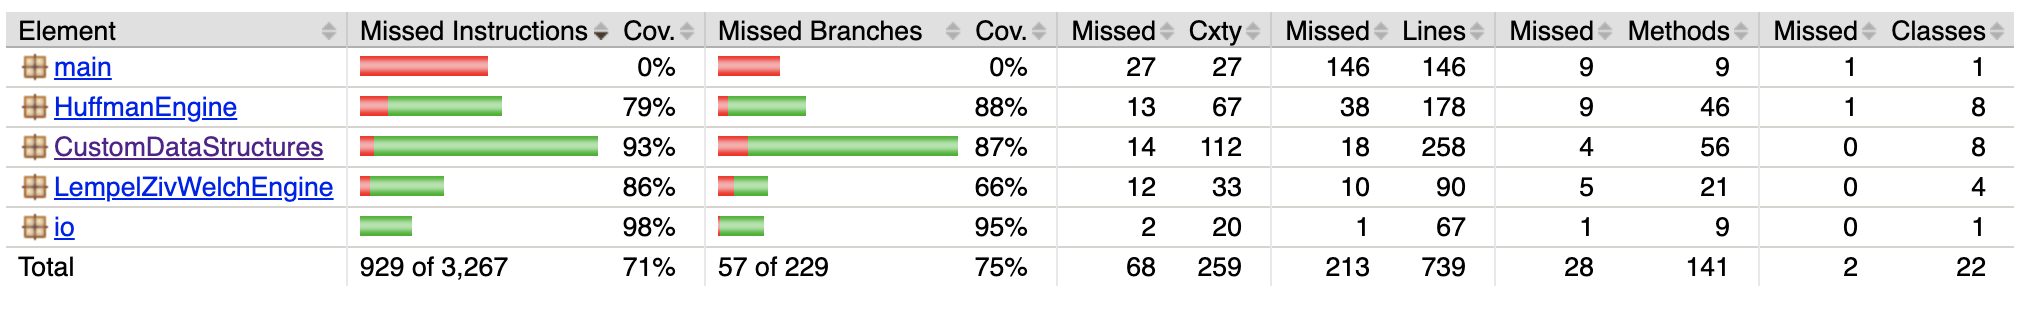 Element Missed Instructions Cov. Missed Branches Cov. Missed Cxty Missed Lines Missed Methods Missed Classes
main 0% 0% 27 27 146 146 9 9 1 1
HuffmanEngine 79% 88% 13 67 38 178 9 46 1 8
CustomDataStructures 93% 87% 14 112 18 258 4 56 0 8
LempelZivWelchEngine 86% 66% 12 33 10 90 5 21 0 4
io 98% 95% 2 20 1 67 1 9 0 1
Total 929 of 3,267 71% 57 of 229 75% 68 259 213 739 28 141 2 22